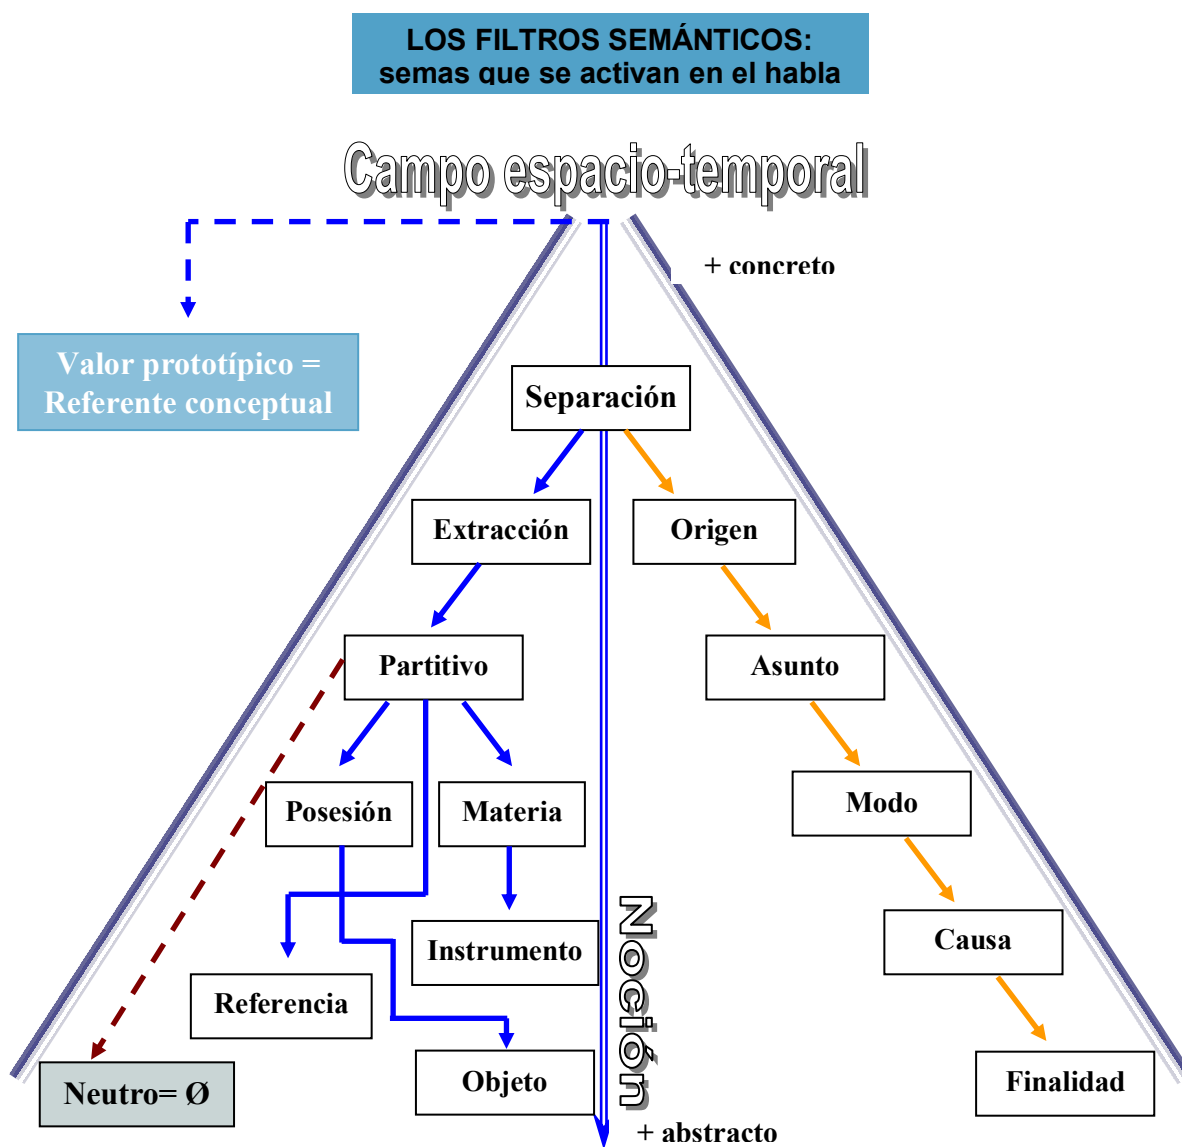 LOS FILTROS SEMÁNTICOS:
semas que se activan en el habla
Campo espacio-temporal
+ concreto
Valor prototípico =
Referente conceptual
Separación
Extracción
Origen
Partitivo
Asunto
Posesión
Materia
Modo
Instrumento
Causa
Referencia
Noción
Objeto
Finalidad
Neutro= Ø
+ abstracto